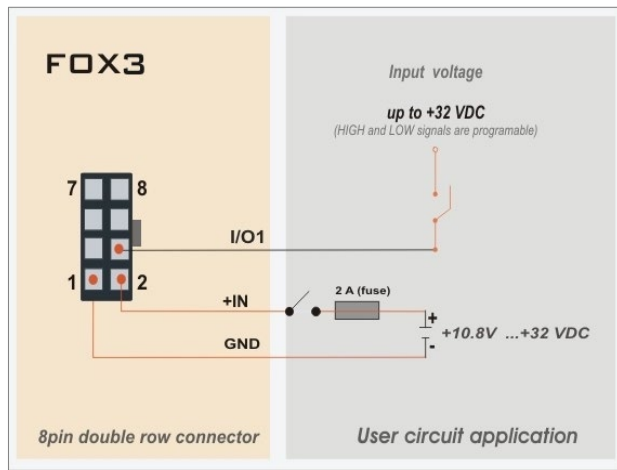 FOX3
Input voltage
up to +32 VDC
(HIGH and LOW signals are programable)
7
8
I/O1
1
2
+IN
2 A (fuse)
+
+10.8V ...+32 VDC
-
GND
8pin double row connector
User circuit application